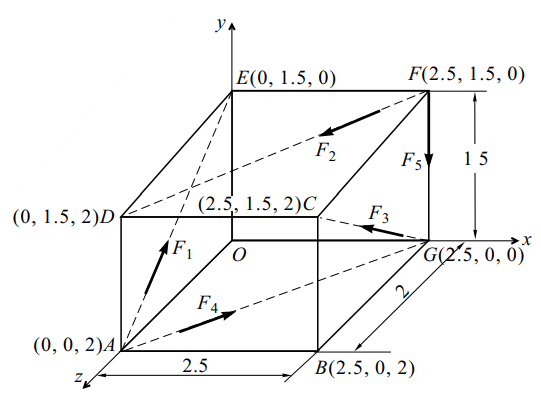 y
E(0, 1.5, 0)
F(2.5, 1.5, 0)
F2
F5
1 5
(0, 1.5, 2)D
(2.5, 1.5, 2)C
F3
F1
O
x
G(2.5, 0, 0)
F4
2
(0, 0, 2)A
2.5
B(2.5, 0, 2)
z